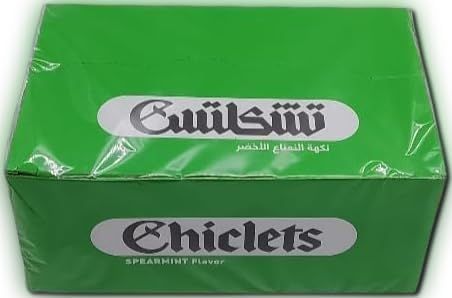 تشكلتس
نكهة النعناع الأخضر
Chiclets
SPEARMINT Flavor